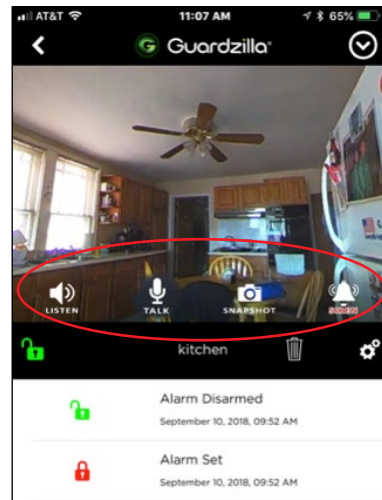 AT&T 11:07 AM 65%
Guardzilla
LISTEN TALK SNAPSHOT SIREN
kitchen
Alarm Disarmed
September 10, 2018, 09:52 AM
Alarm Set
September 10, 2018, 09:52 AM